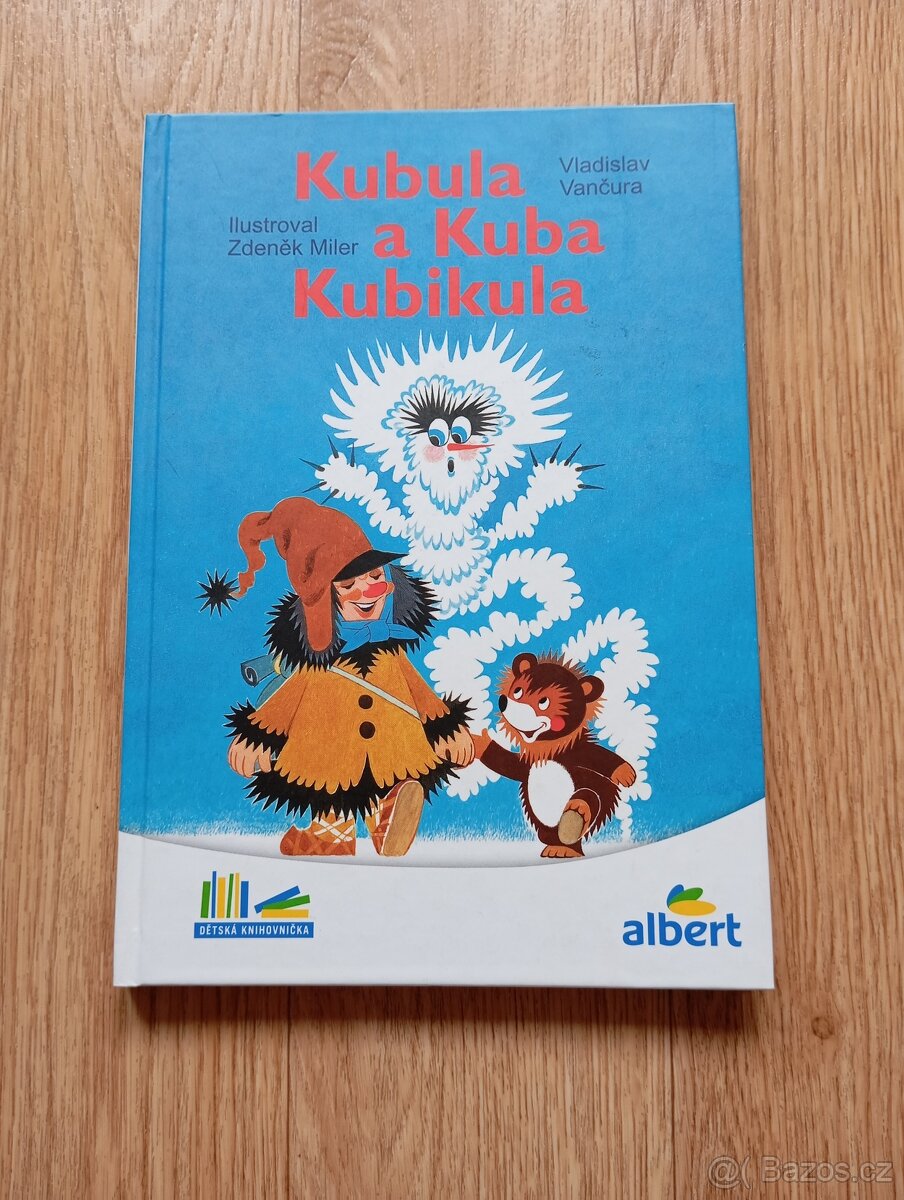 Kubula
a Kuba
Kubikula
Vladislav
Vančura
Ilustroval
Zdeněk Miler
DĚTSKÁ KNIHOVNIČKA
albert
@ Bazos.cz